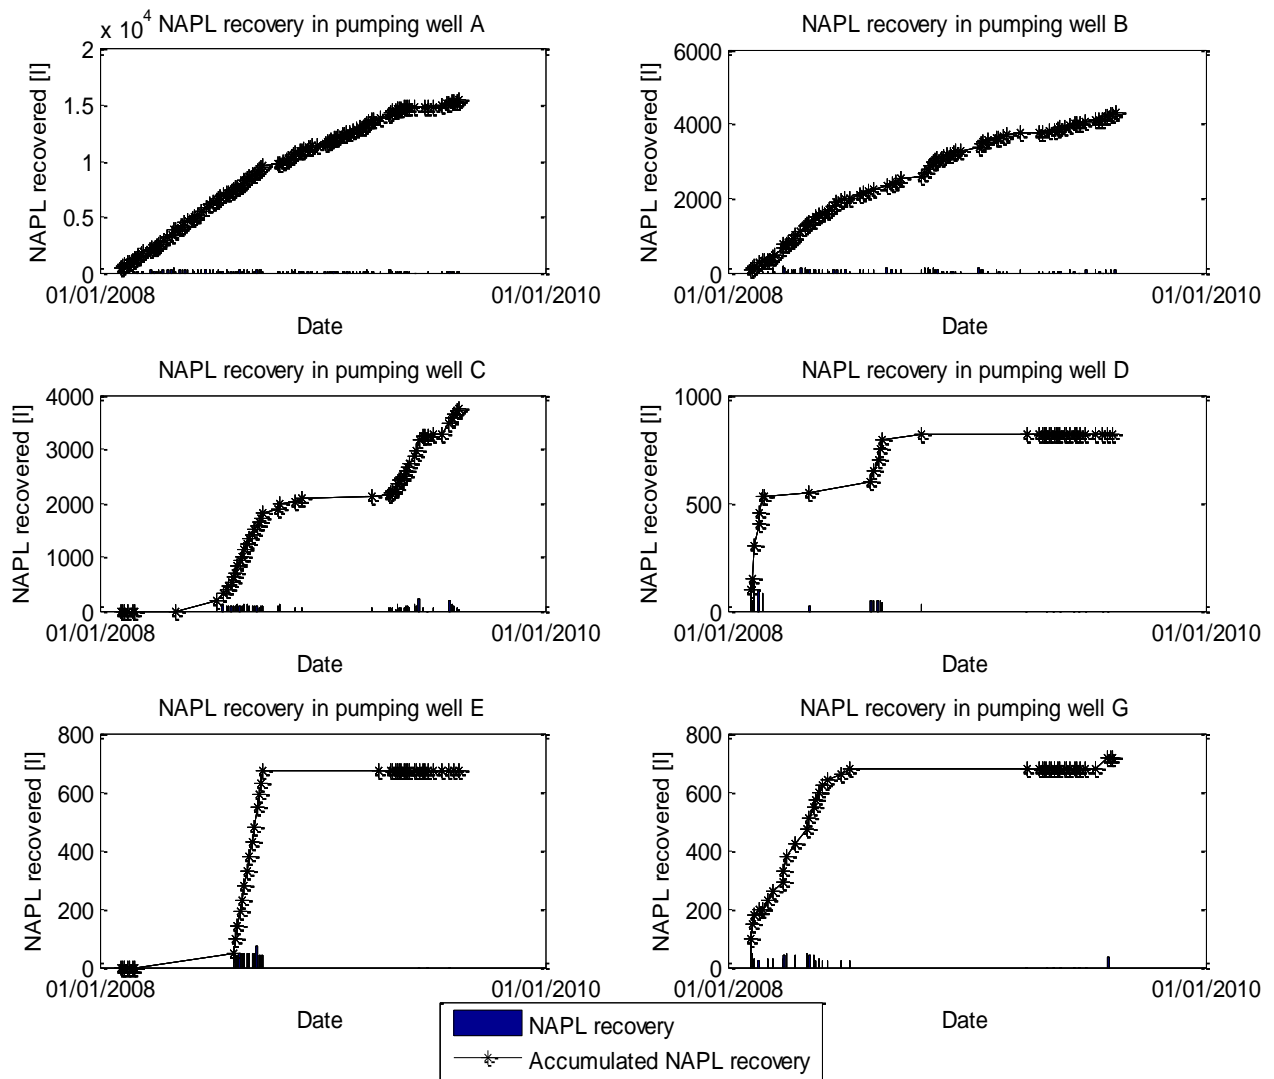 x 10^4 NAPL recovery in pumping well A
2
1.5
1
0.5
0
NAPL recovered [l]
01/01/2008 01/01/2010
Date
NAPL recovery in pumping well B
6000
4000
2000
0
NAPL recovered [l]
01/01/2008 01/01/2010
Date
NAPL recovery in pumping well C
4000
3000
2000
1000
0
NAPL recovered [l]
01/01/2008 01/01/2010
Date
NAPL recovery in pumping well D
1000
500
0
NAPL recovered [l]
01/01/2008 01/01/2010
Date
NAPL recovery in pumping well E
800
600
400
200
0
NAPL recovered [l]
01/01/2008 01/01/2010
Date
NAPL recovery in pumping well G
800
600
400
200
0
NAPL recovered [l]
01/01/2008 01/01/2010
Date
NAPL recovery
Accumulated NAPL recovery